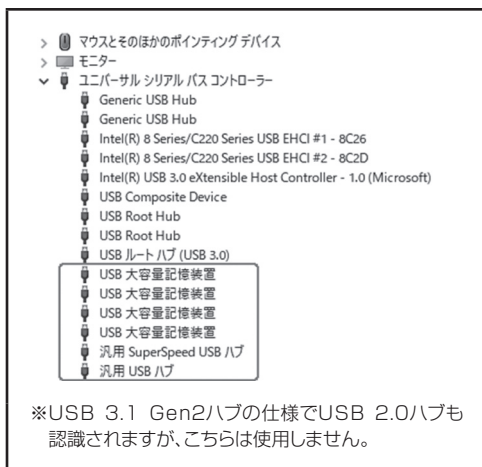 マウスとそのほかのポインティング デバイス
モニター
ユニバーサル シリアル バス コントローラー
Generic USB Hub
Generic USB Hub
Intel(R) 8 Series/C220 Series USB EHCI #1 - 8C26
Intel(R) 8 Series/C220 Series USB EHCI #2 - 8C2D
Intel(R) USB 3.0 eXtensible Host Controller - 1.0 (Microsoft)
USB Composite Device
USB Root Hub
USB Root Hub
USB ルート ハブ (USB 3.0)
USB 大容量記憶装置
USB 大容量記憶装置
USB 大容量記憶装置
USB 大容量記憶装置
汎用 SuperSpeed USB ハブ
汎用 USB ハブ
※USB 3.1 Gen2ハブの仕様でUSB 2.0ハブも
認識されますが、こちらは使用しません。